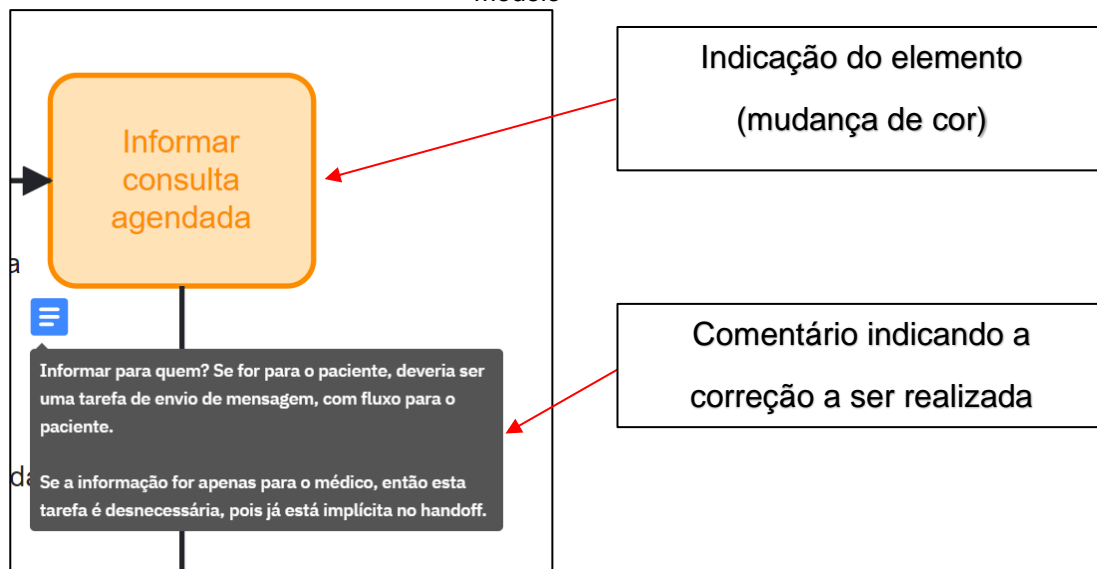 Indicação do elemento
(mudança de cor)
Informar
consulta
agendada
a
Comentário indicando a
correção a ser realizada
Informar para quem? Se for para o paciente, deveria ser
uma tarefa de envio de mensagem, com fluxo para o
paciente.
Se a informação for apenas para o médico, então esta
tarefa é desnecessária, pois já está implícita no handoff.